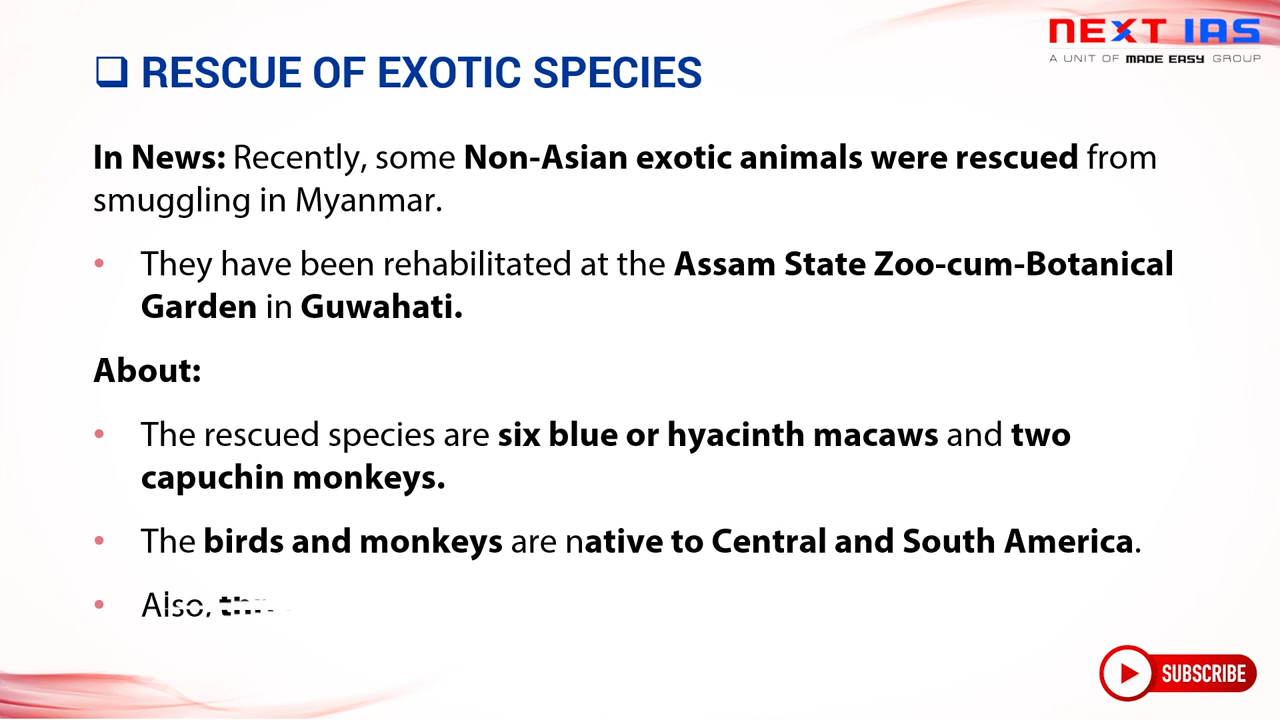 NEXT IAS
A UNIT OF MADE EASY GROUP
❑ RESCUE OF EXOTIC SPECIES
In News: Recently, some Non-Asian exotic animals were rescued from
smuggling in Myanmar.
• They have been rehabilitated at the Assam State Zoo-cum-Botanical
Garden in Guwahati.
About:
• The rescued species are six blue or hyacinth macaws and two
capuchin monkeys.
• The birds and monkeys are native to Central and South America.
• Also,
SUBSCRIBE